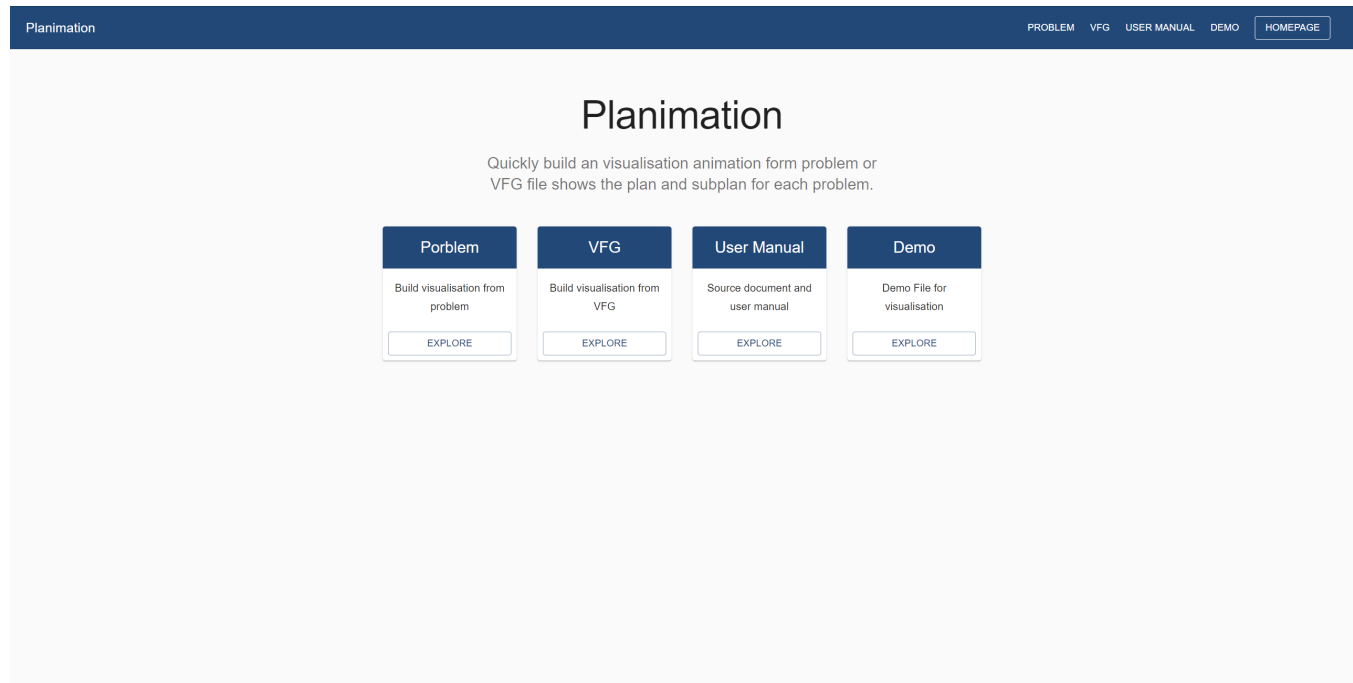 Planimation
PROBLEM VFG USER MANUAL DEMO HOMEPAGE
Planimation
Quickly build an visualisation animation form problem or
VFG file shows the plan and subplan for each problem.
Porblem
Build visualisation from
problem
EXPLORE
VFG
Build visualisation from
VFG
EXPLORE
User Manual
Source document and
user manual
EXPLORE
Demo
Demo File for
visualisation
EXPLORE